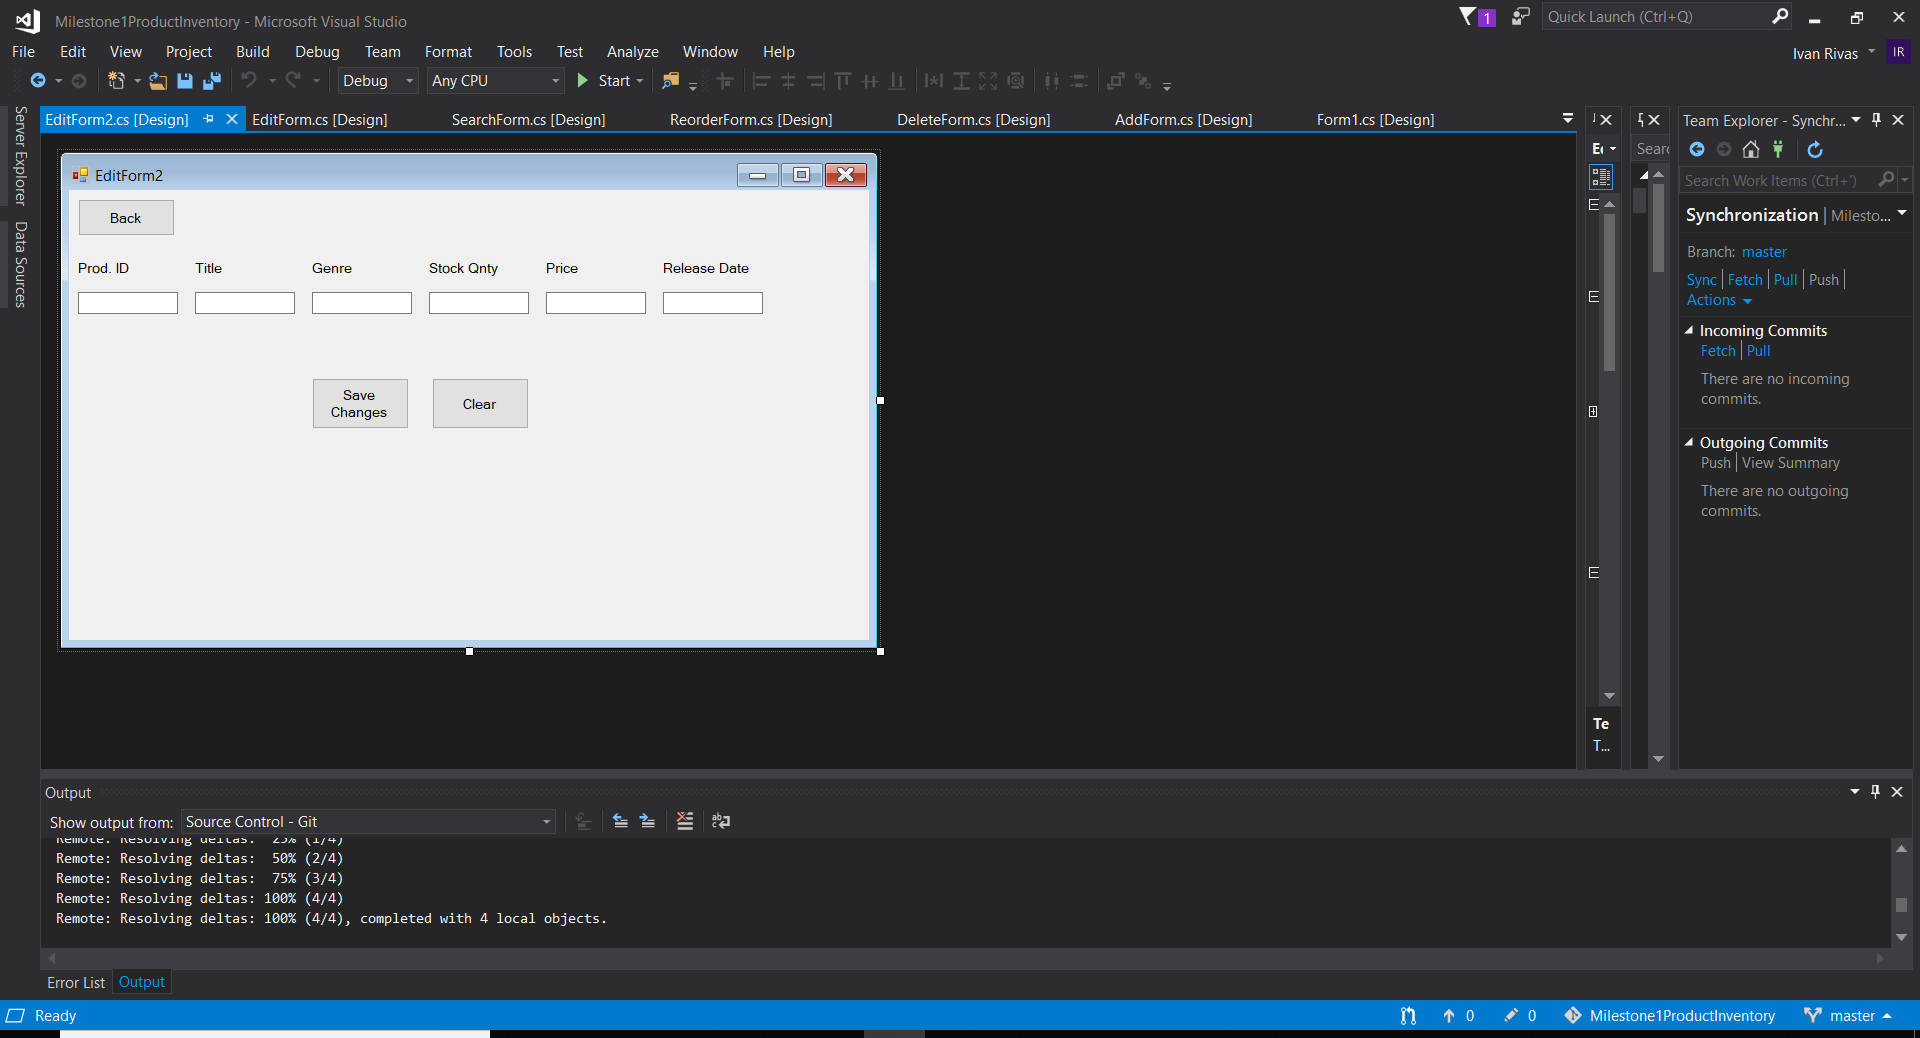 Milestone1ProductInventory - Microsoft Visual Studio
1
Quick Launch (Ctrl+Q)
File Edit View Project Build Debug Team Format Tools Test Analyze Window Help
Ivan Rivas IR
Debug Any CPU Start
Server Explorer
Data Sources
EditForm2.cs [Design] EditForm.cs [Design] SearchForm.cs [Design] ReorderForm.cs [Design] DeleteForm.cs [Design] AddForm.cs [Design] Form1.cs [Design]
EditForm2
Back
Prod. ID Title Genre Stock Qnty Price Release Date
Save
Changes
Clear
Te
T...
Team Explorer - Synchr...
Search Work Items (Ctrl+')
Synchronization | Milesto...
Branch: master
Sync | Fetch | Pull | Push |
Actions
Incoming Commits
Fetch | Pull
There are no incoming
commits.
Outgoing Commits
Push | View Summary
There are no outgoing
commits.
Output
Show output from: Source Control - Git
Remote: Resolving deltas: 25% (1/4)
Remote: Resolving deltas: 50% (2/4)
Remote: Resolving deltas: 75% (3/4)
Remote: Resolving deltas: 100% (4/4)
Remote: Resolving deltas: 100% (4/4), completed with 4 local objects.
Error List Output
Ready
0 0 Milestone1ProductInventory master